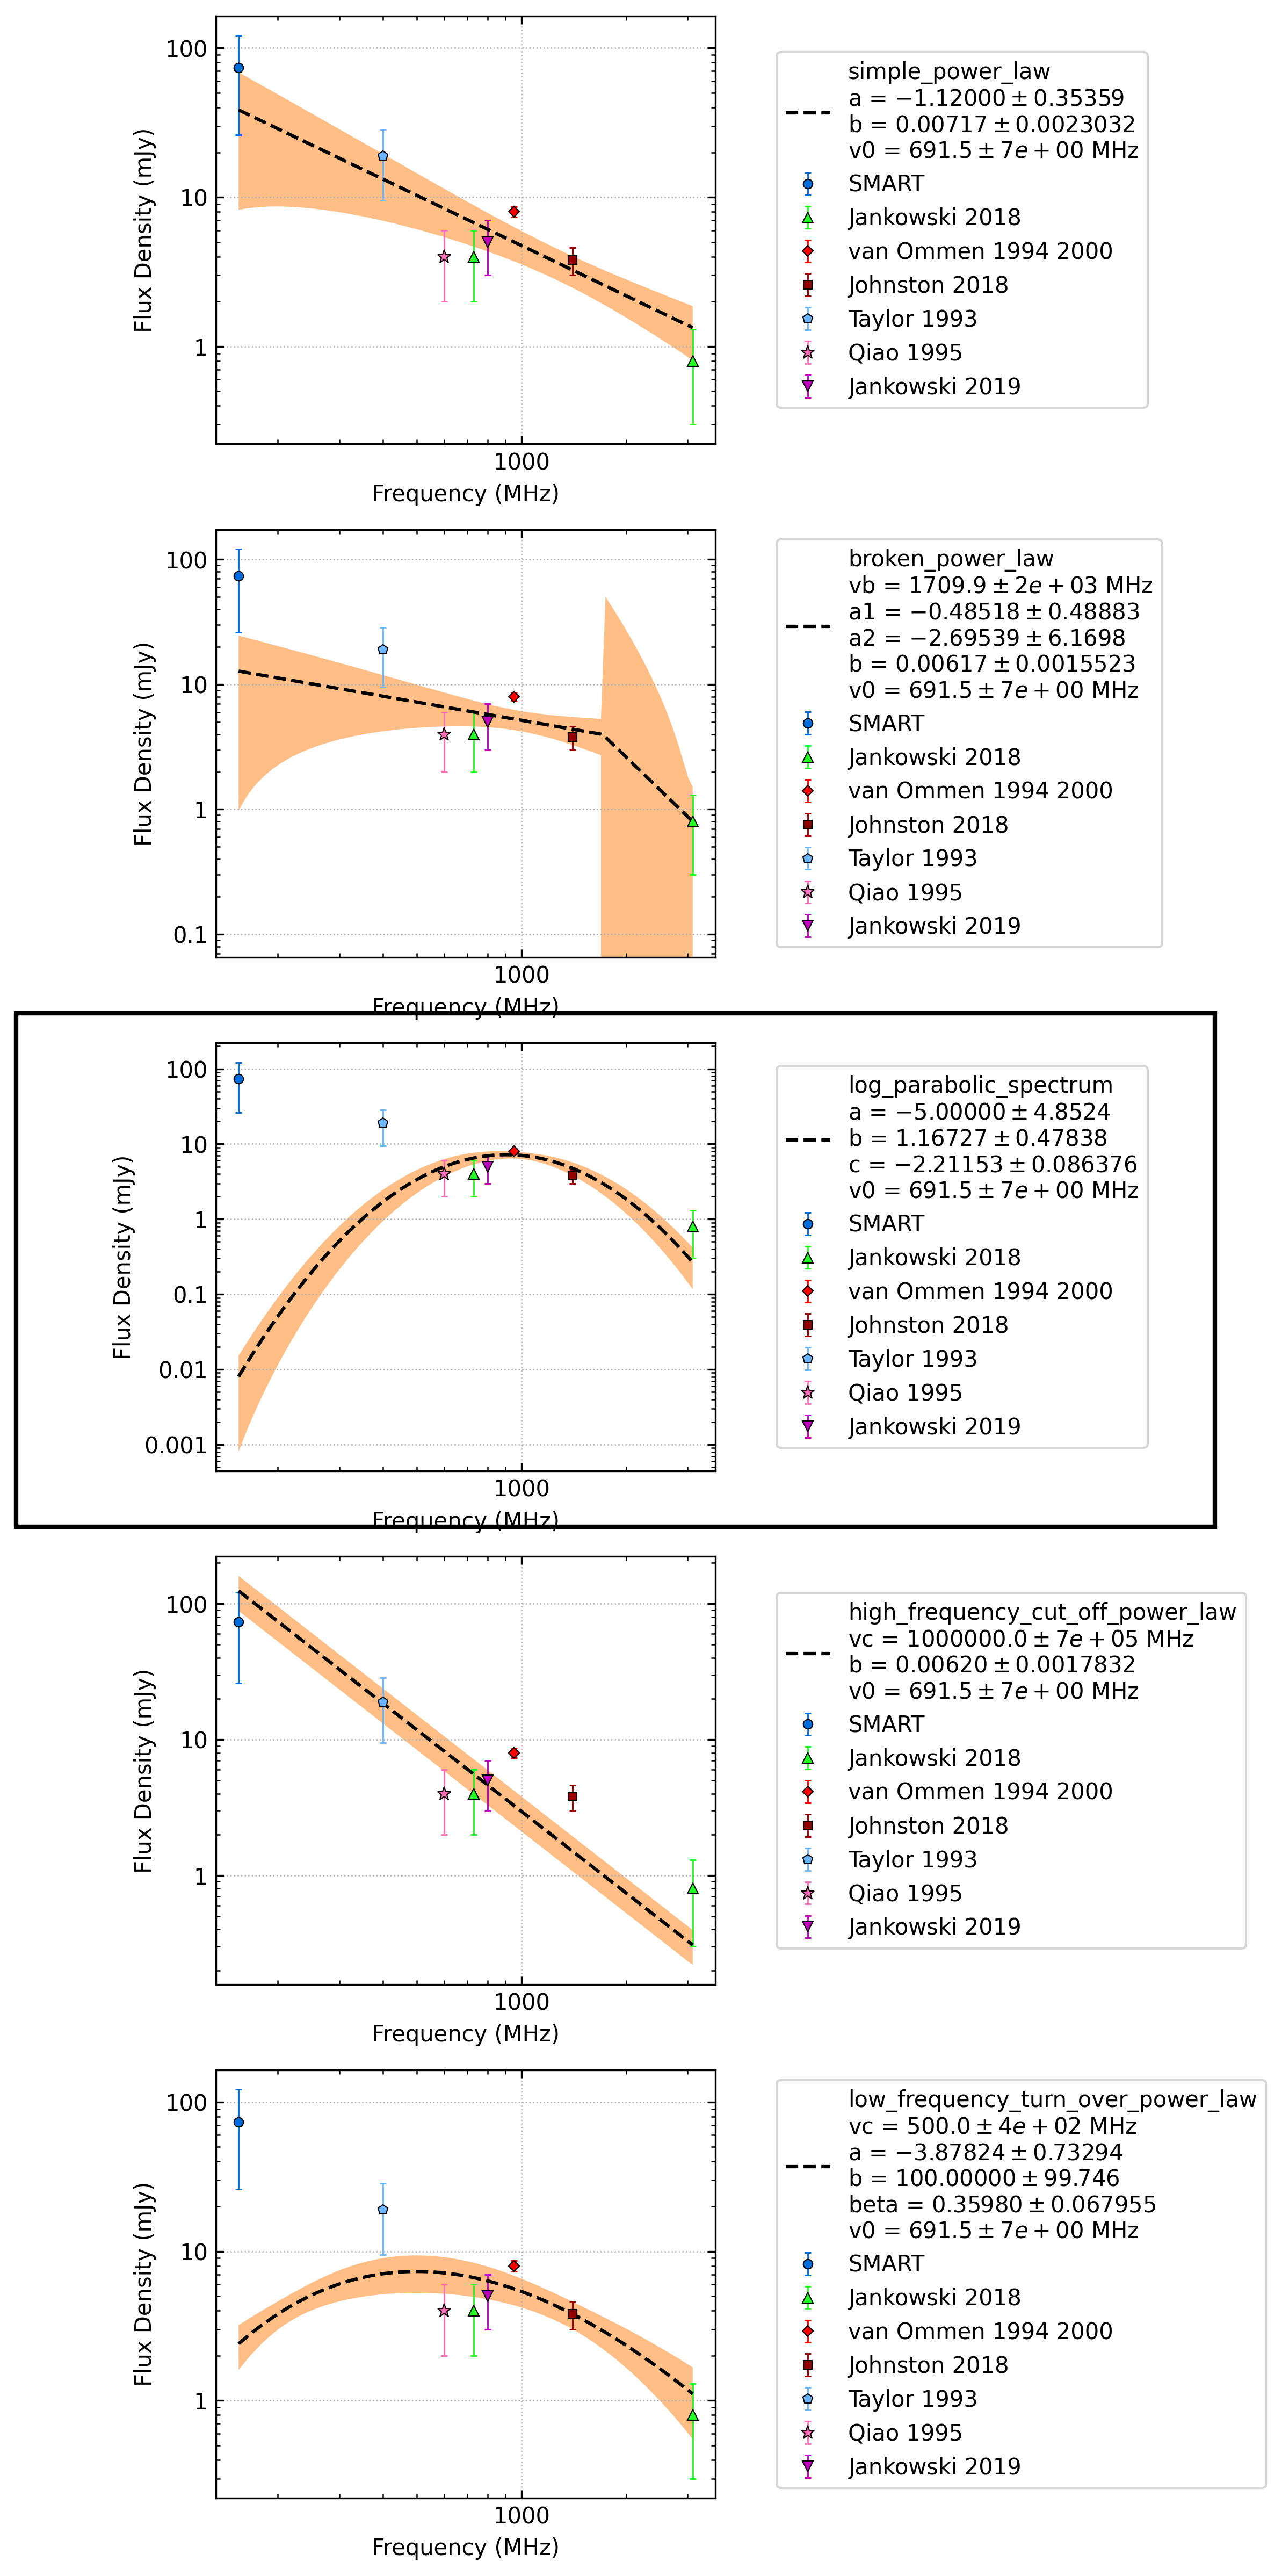 100
10
1
Flux Density (mJy)
1000
Frequency (MHz)
simple_power_law
a = −1.12000 ± 0.35359
b = 0.00717 ± 0.0023032
v0 = 691.5 ± 7e + 00 MHz
SMART
Jankowski 2018
van Ommen 1994 2000
Johnston 2018
Taylor 1993
Qiao 1995
Jankowski 2019
100
10
1
0.1
Flux Density (mJy)
1000
Frequency (MHz)
broken_power_law
vb = 1709.9 ± 2e + 03 MHz
a1 = −0.48518 ± 0.48883
a2 = −2.69539 ± 6.1698
b = 0.00617 ± 0.0015523
v0 = 691.5 ± 7e + 00 MHz
SMART
Jankowski 2018
van Ommen 1994 2000
Johnston 2018
Taylor 1993
Qiao 1995
Jankowski 2019
100
10
1
0.1
0.01
0.001
Flux Density (mJy)
1000
Frequency (MHz)
log_parabolic_spectrum
a = −5.00000 ± 4.8524
b = 1.16727 ± 0.47838
c = −2.21153 ± 0.086376
v0 = 691.5 ± 7e + 00 MHz
SMART
Jankowski 2018
van Ommen 1994 2000
Johnston 2018
Taylor 1993
Qiao 1995
Jankowski 2019
100
10
1
Flux Density (mJy)
1000
Frequency (MHz)
high_frequency_cut_off_power_law
vc = 1000000.0 ± 7e + 05 MHz
b = 0.00620 ± 0.0017832
v0 = 691.5 ± 7e + 00 MHz
SMART
Jankowski 2018
van Ommen 1994 2000
Johnston 2018
Taylor 1993
Qiao 1995
Jankowski 2019
100
10
1
Flux Density (mJy)
1000
Frequency (MHz)
low_frequency_turn_over_power_law
vc = 500.0 ± 4e + 02 MHz
a = −3.87824 ± 0.73294
b = 100.00000 ± 99.746
beta = 0.35980 ± 0.067955
v0 = 691.5 ± 7e + 00 MHz
SMART
Jankowski 2018
van Ommen 1994 2000
Johnston 2018
Taylor 1993
Qiao 1995
Jankowski 2019